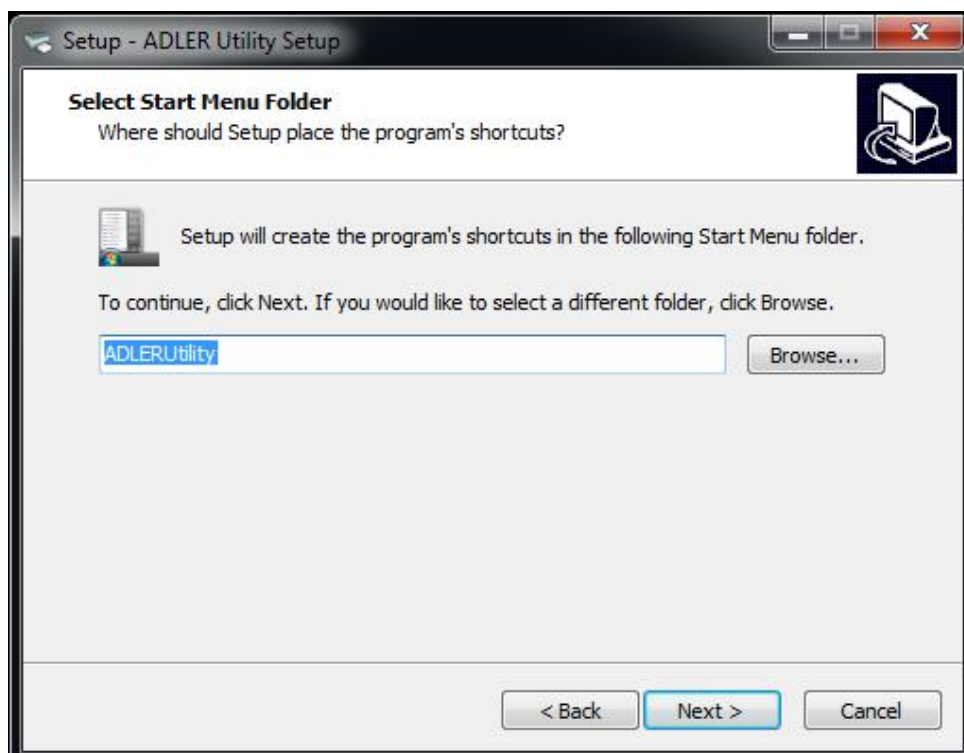 Setup - ADLER Utility Setup
Select Start Menu Folder
Where should Setup place the program's shortcuts?
Setup will create the program's shortcuts in the following Start Menu folder.
To continue, click Next. If you would like to select a different folder, click Browse.
ADLERUtility
Browse...
< Back
Next >
Cancel